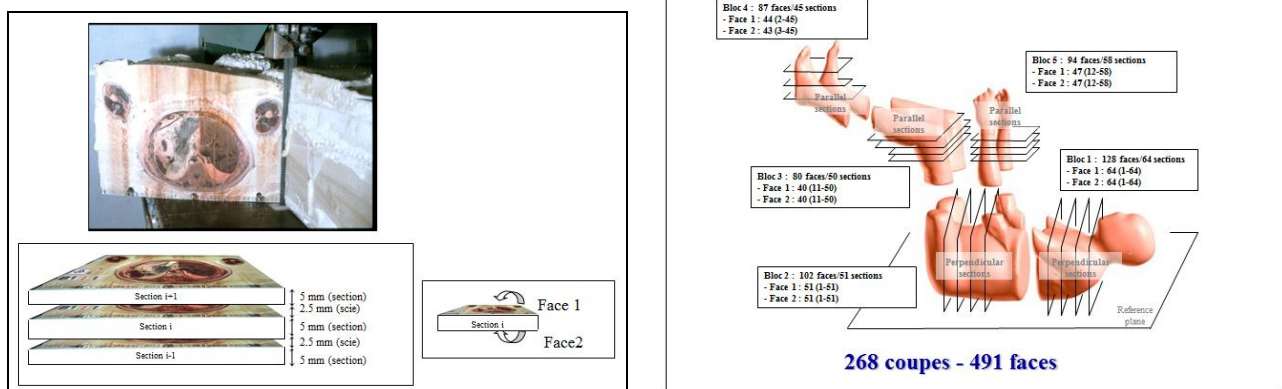 Section i+1
Section i
Section i-1
5 mm (section)
2.5 mm (scie)
5 mm (section)
2.5 mm (scie)
5 mm (section)
Face 1
Section i
Face2
Bloc 4 : 87 faces/45 sections
- Face 1 : 44 (2-45)
- Face 2 : 43 (3-45)
Bloc 5 : 94 faces/58 sections
- Face 1 : 47 (12-58)
- Face 2 : 47 (12-58)
Parallel
sections
Parallel
sections
Parallel
sections
Bloc 3 : 80 faces/50 sections
- Face 1 : 40 (11-50)
- Face 2 : 40 (11-50)
Bloc 1 : 128 faces/64 sections
- Face 1 : 64 (1-64)
- Face 2 : 64 (1-64)
Bloc 2 : 102 faces/51 sections
- Face 1 : 51 (1-51)
- Face 2 : 51 (1-51)
Perpendicular
sections
Perpendicular
sections
Reference
plane
268 coupes - 491 faces